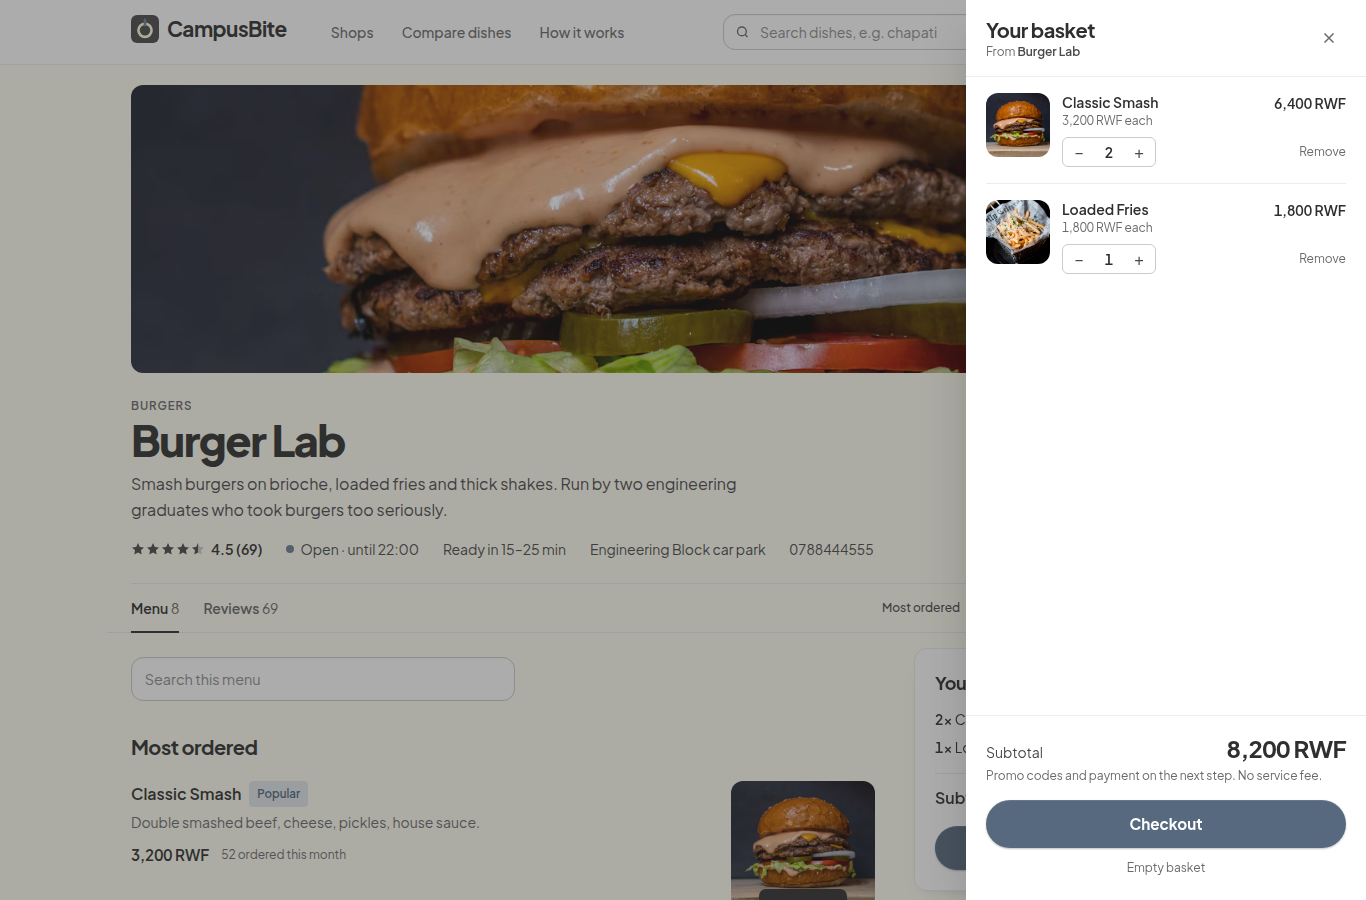 CampusBite
Shops
Compare dishes
How it works
Search dishes, e.g. chapati
BURGERS
Burger Lab
Smash burgers on brioche, loaded fries and thick shakes. Run by two engineering
graduates who took burgers too seriously.
4.5 (69)
Open · until 22:00
Ready in 15–25 min
Engineering Block car park
0788444555
Menu 8
Reviews 69
Most ordered
Search this menu
Most ordered
Classic Smash
Popular
Double smashed beef, cheese, pickles, house sauce.
3,200 RWF
52 ordered this month
2×
1×
Your basket
From Burger Lab
×
Classic Smash
6,400 RWF
3,200 RWF each
− 2 +
Remove
Loaded Fries
1,800 RWF
1,800 RWF each
− 1 +
Remove
Subtotal
8,200 RWF
Promo codes and payment on the next step. No service fee.
Checkout
Empty basket